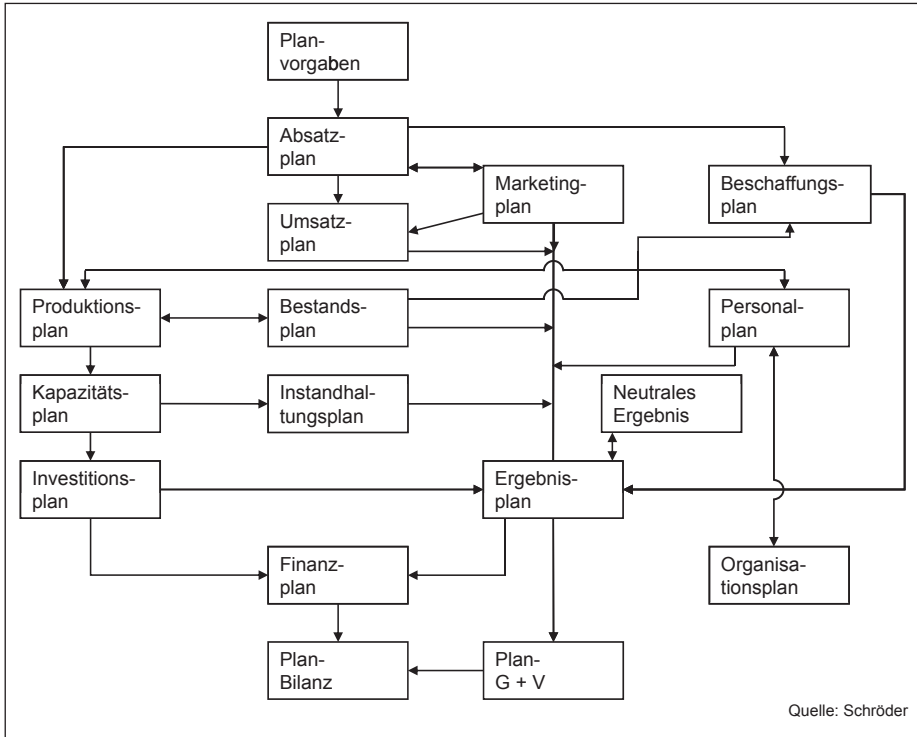 Plan-
vorgaben
Absatz-
plan
Marketing-
plan
Beschaffungs-
plan
Umsatz-
plan
Produktions-
plan
Bestands-
plan
Personal-
plan
Kapazitäts-
plan
Instandhal-
tungsplan
Neutrales
Ergebnis
Investitions-
plan
Ergebnis-
plan
Finanz-
plan
Organisa-
tionsplan
Plan-
Bilanz
Plan-
G + V
Quelle: Schröder